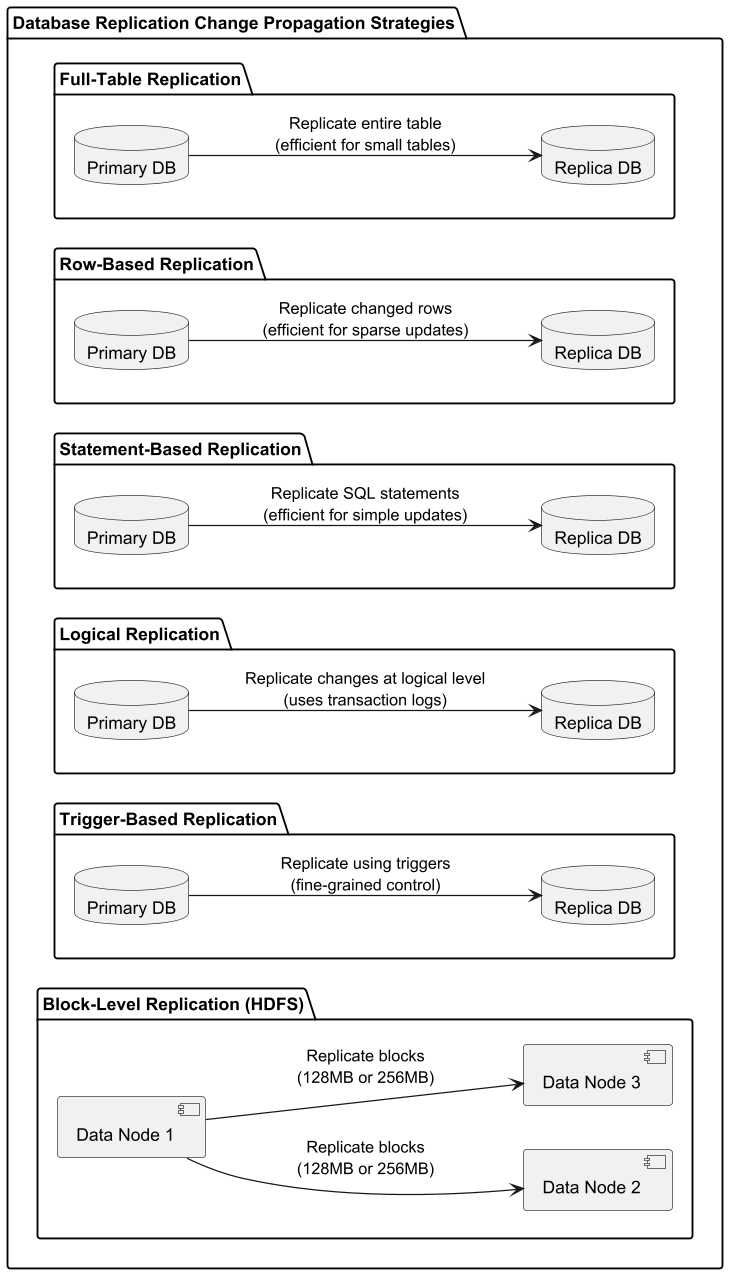 Database Replication Change Propagation Strategies
Full-Table Replication
Replicate entire table
(efficient for small tables)
Primary DB
Replica DB
Row-Based Replication
Replicate changed rows
(efficient for sparse updates)
Primary DB
Replica DB
Statement-Based Replication
Replicate SQL statements
(efficient for simple updates)
Primary DB
Replica DB
Logical Replication
Replicate changes at logical level
(uses transaction logs)
Primary DB
Replica DB
Trigger-Based Replication
Replicate using triggers
(fine-grained control)
Primary DB
Replica DB
Block-Level Replication (HDFS)
Replicate blocks
(128MB or 256MB)
Data Node 3
Data Node 1
Replicate blocks
(128MB or 256MB)
Data Node 2